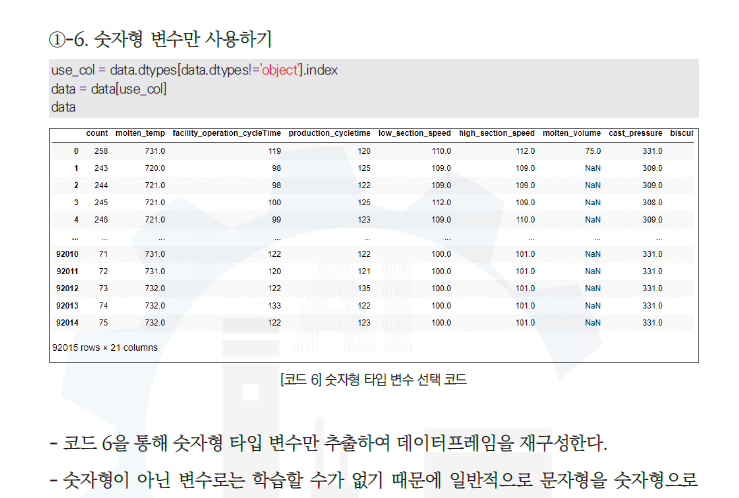 ①-6. 숫자형 변수만 사용하기
use_col = data.dtypes[data.dtypes!='object'].index
data = data[use_col]
data
count molten_temp facility_operation_cycleTime production_cycletime low_section_speed high_section_speed molten_volume cast_pressure biscui
0 258 731.0 119 120 110.0 112.0 75.0 331.0
1 243 720.0 98 125 109.0 109.0 NaN 309.0
2 244 721.0 98 122 109.0 109.0 NaN 309.0
3 245 721.0 100 125 112.0 109.0 NaN 308.0
4 246 721.0 99 123 109.0 110.0 NaN 309.0
... ... ... ... ... ... ... ... ...
92010 71 731.0 122 122 100.0 101.0 NaN 331.0
92011 72 731.0 120 121 100.0 101.0 NaN 331.0
92012 73 732.0 122 135 100.0 101.0 NaN 331.0
92013 74 732.0 133 122 100.0 101.0 NaN 331.0
92014 75 732.0 122 123 100.0 101.0 NaN 331.0
92015 rows × 21 columns
[코드 6] 숫자형 타입 변수 선택 코드
- 코드 6을 통해 숫자형 타입 변수만 추출하여 데이터프레임을 재구성한다.
- 숫자형이 아닌 변수로는 학습할 수가 없기 때문에 일반적으로 문자형을 숫자형으로